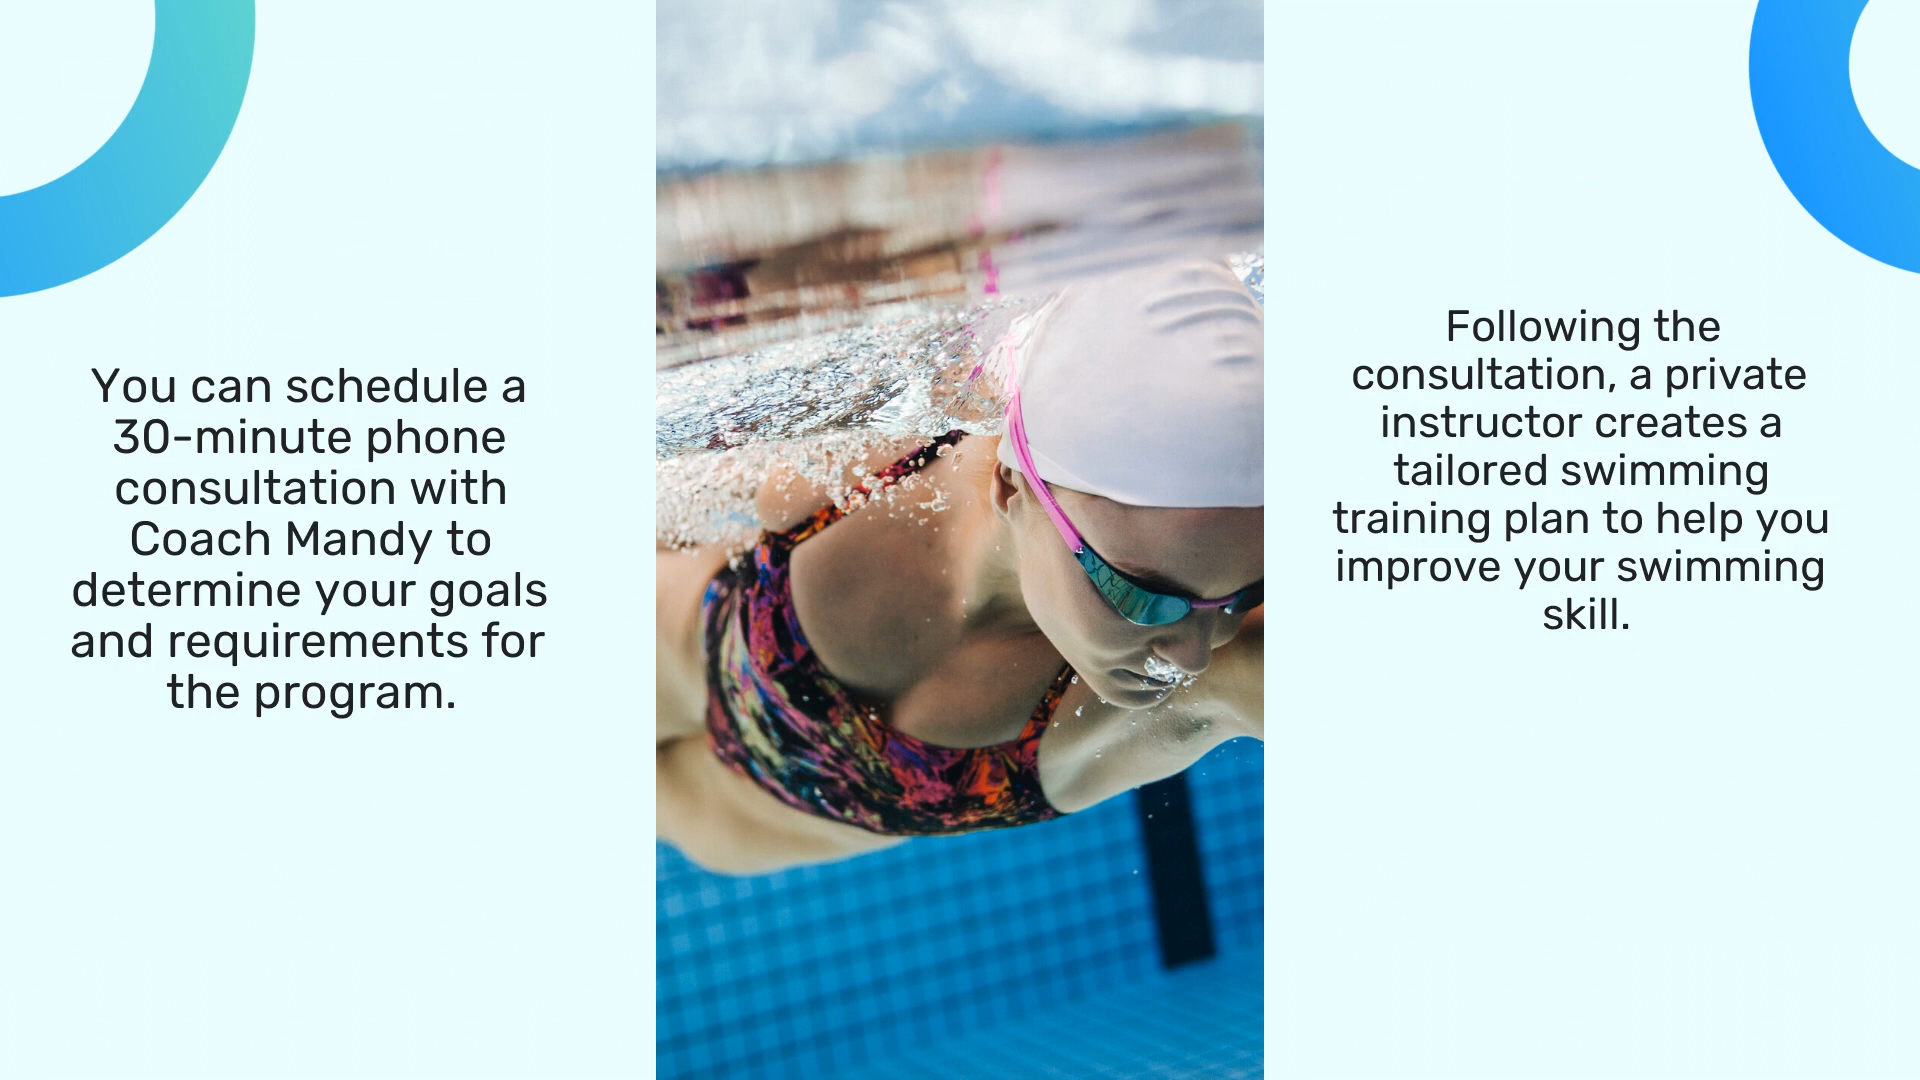 You can schedule a
30-minute phone
consultation with
Coach Mandy to
determine your goals
and requirements for
the program.
Following the
consultation, a private
instructor creates a
tailored swimming
training plan to help you
improve your swimming
skill.